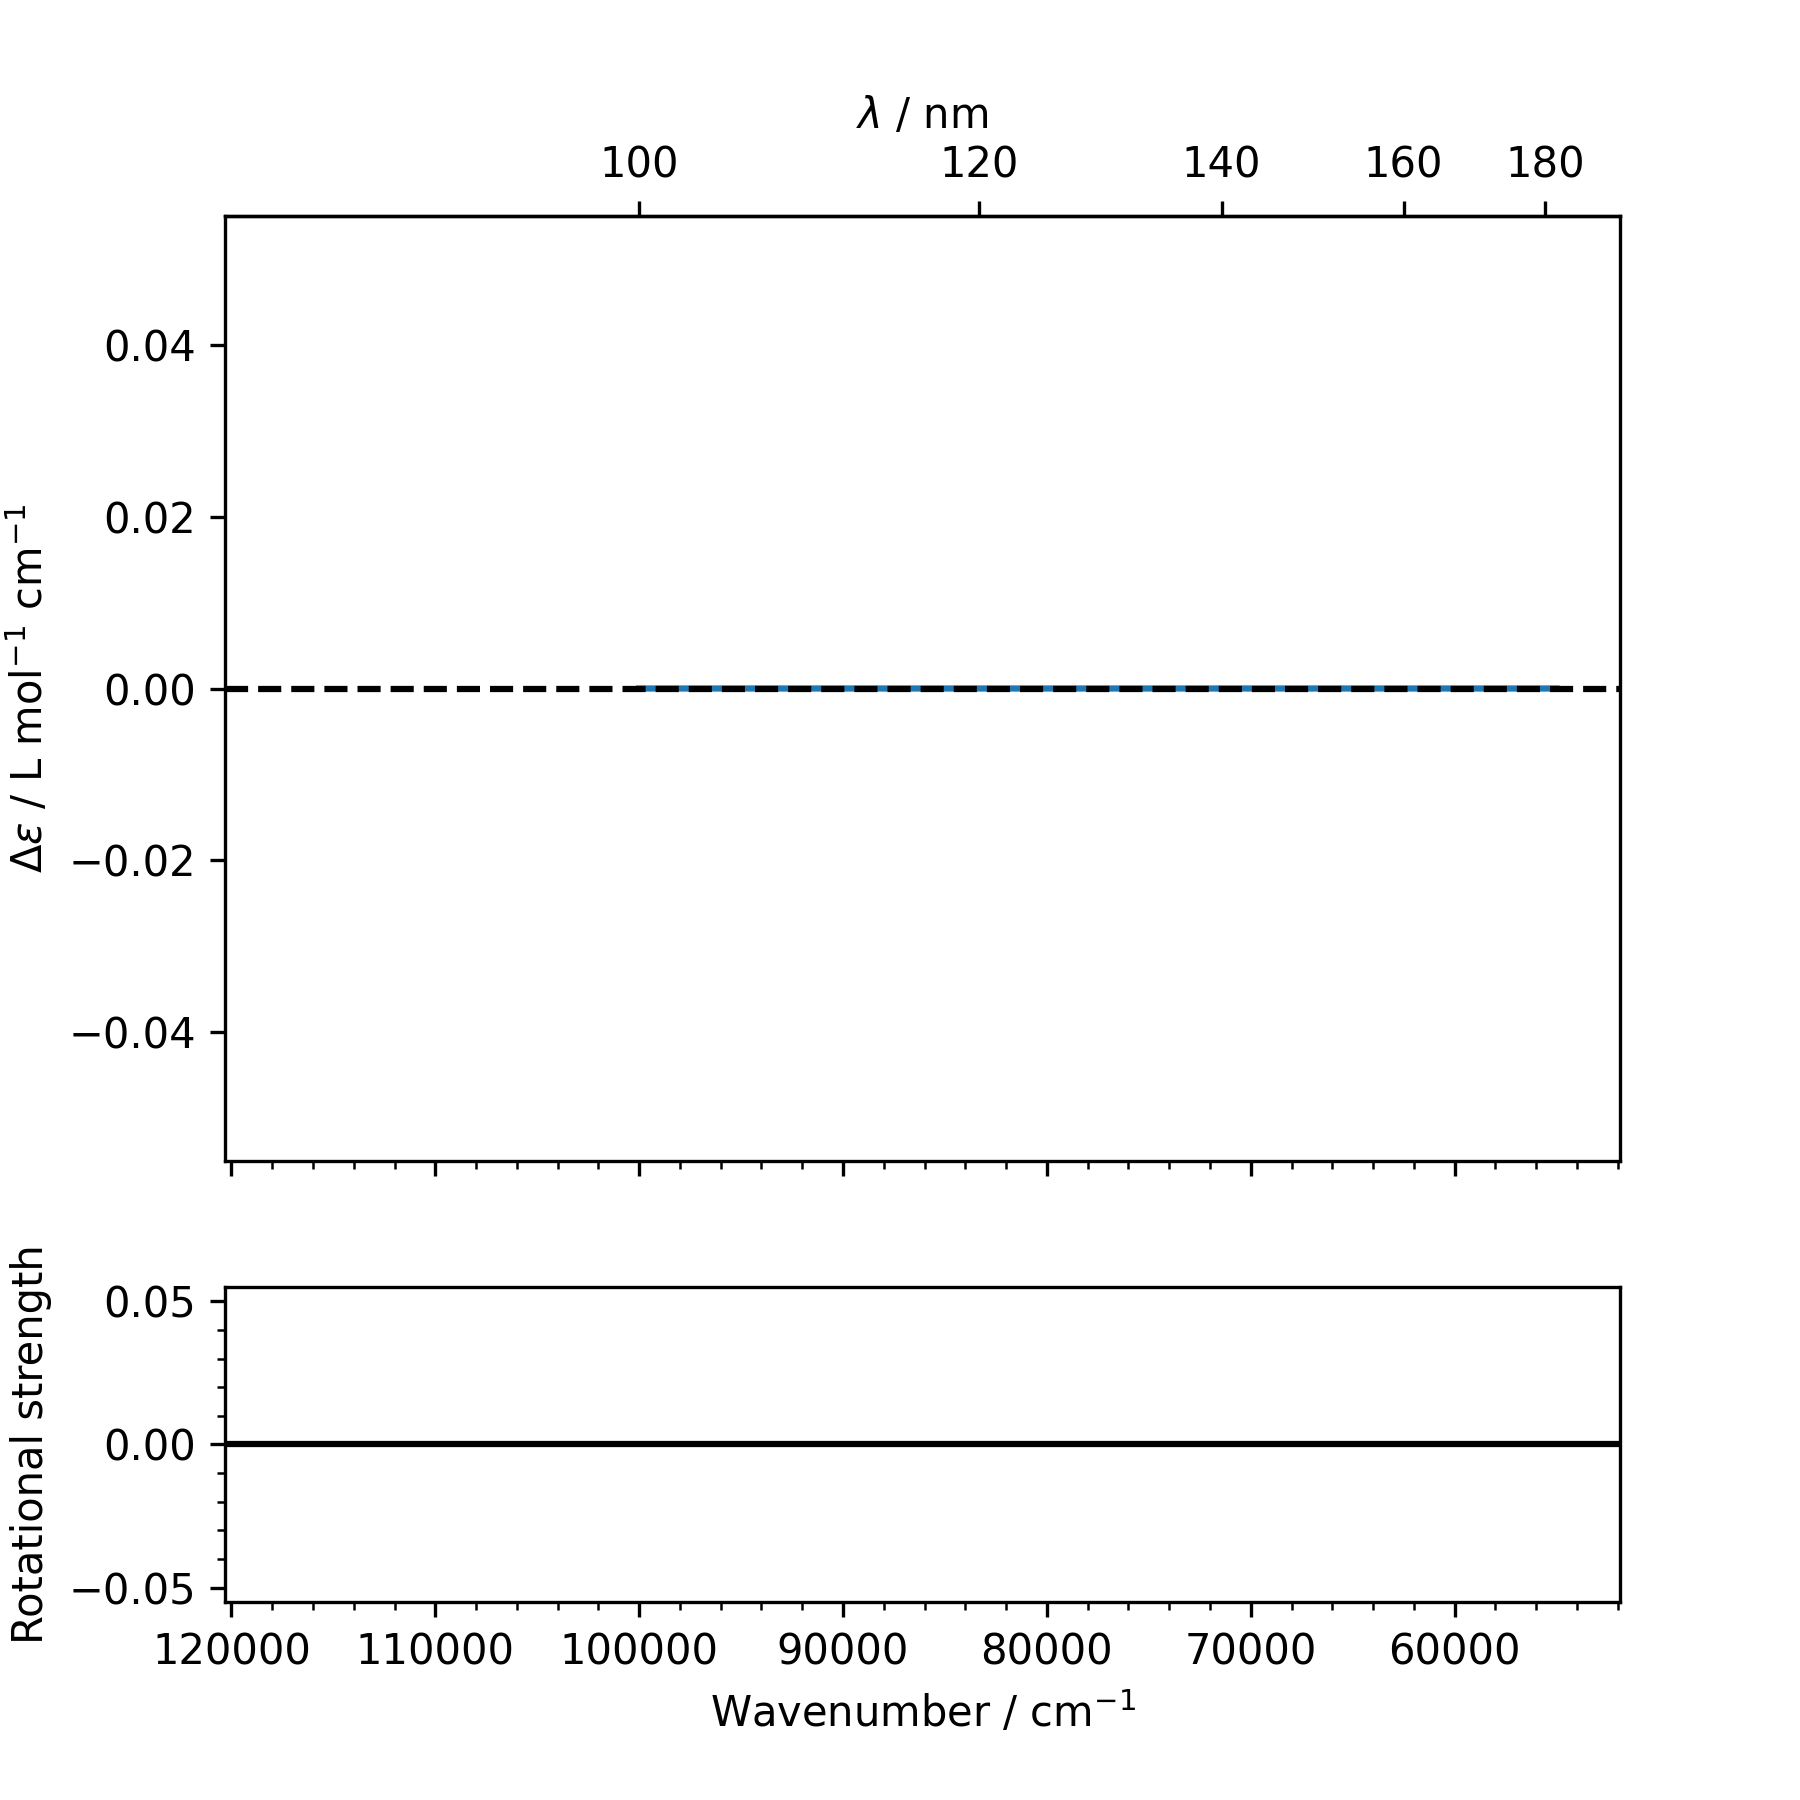 λ / nm
100 120 140 160 180
Δε / L mol⁻¹ cm⁻¹
0.04
0.02
0.00
−0.02
−0.04
Rotational strength
0.05
0.00
−0.05
120000 110000 100000 90000 80000 70000 60000
Wavenumber / cm⁻¹